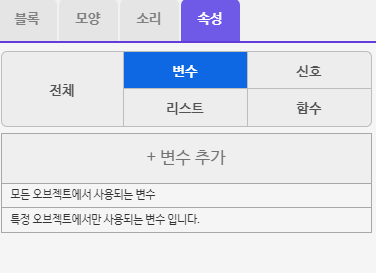 블록 모양 소리 속성
전체 변수 신호
리스트 함수
+ 변수 추가
모든 오브젝트에서 사용되는 변수
특정 오브젝트에서만 사용되는 변수 입니다.